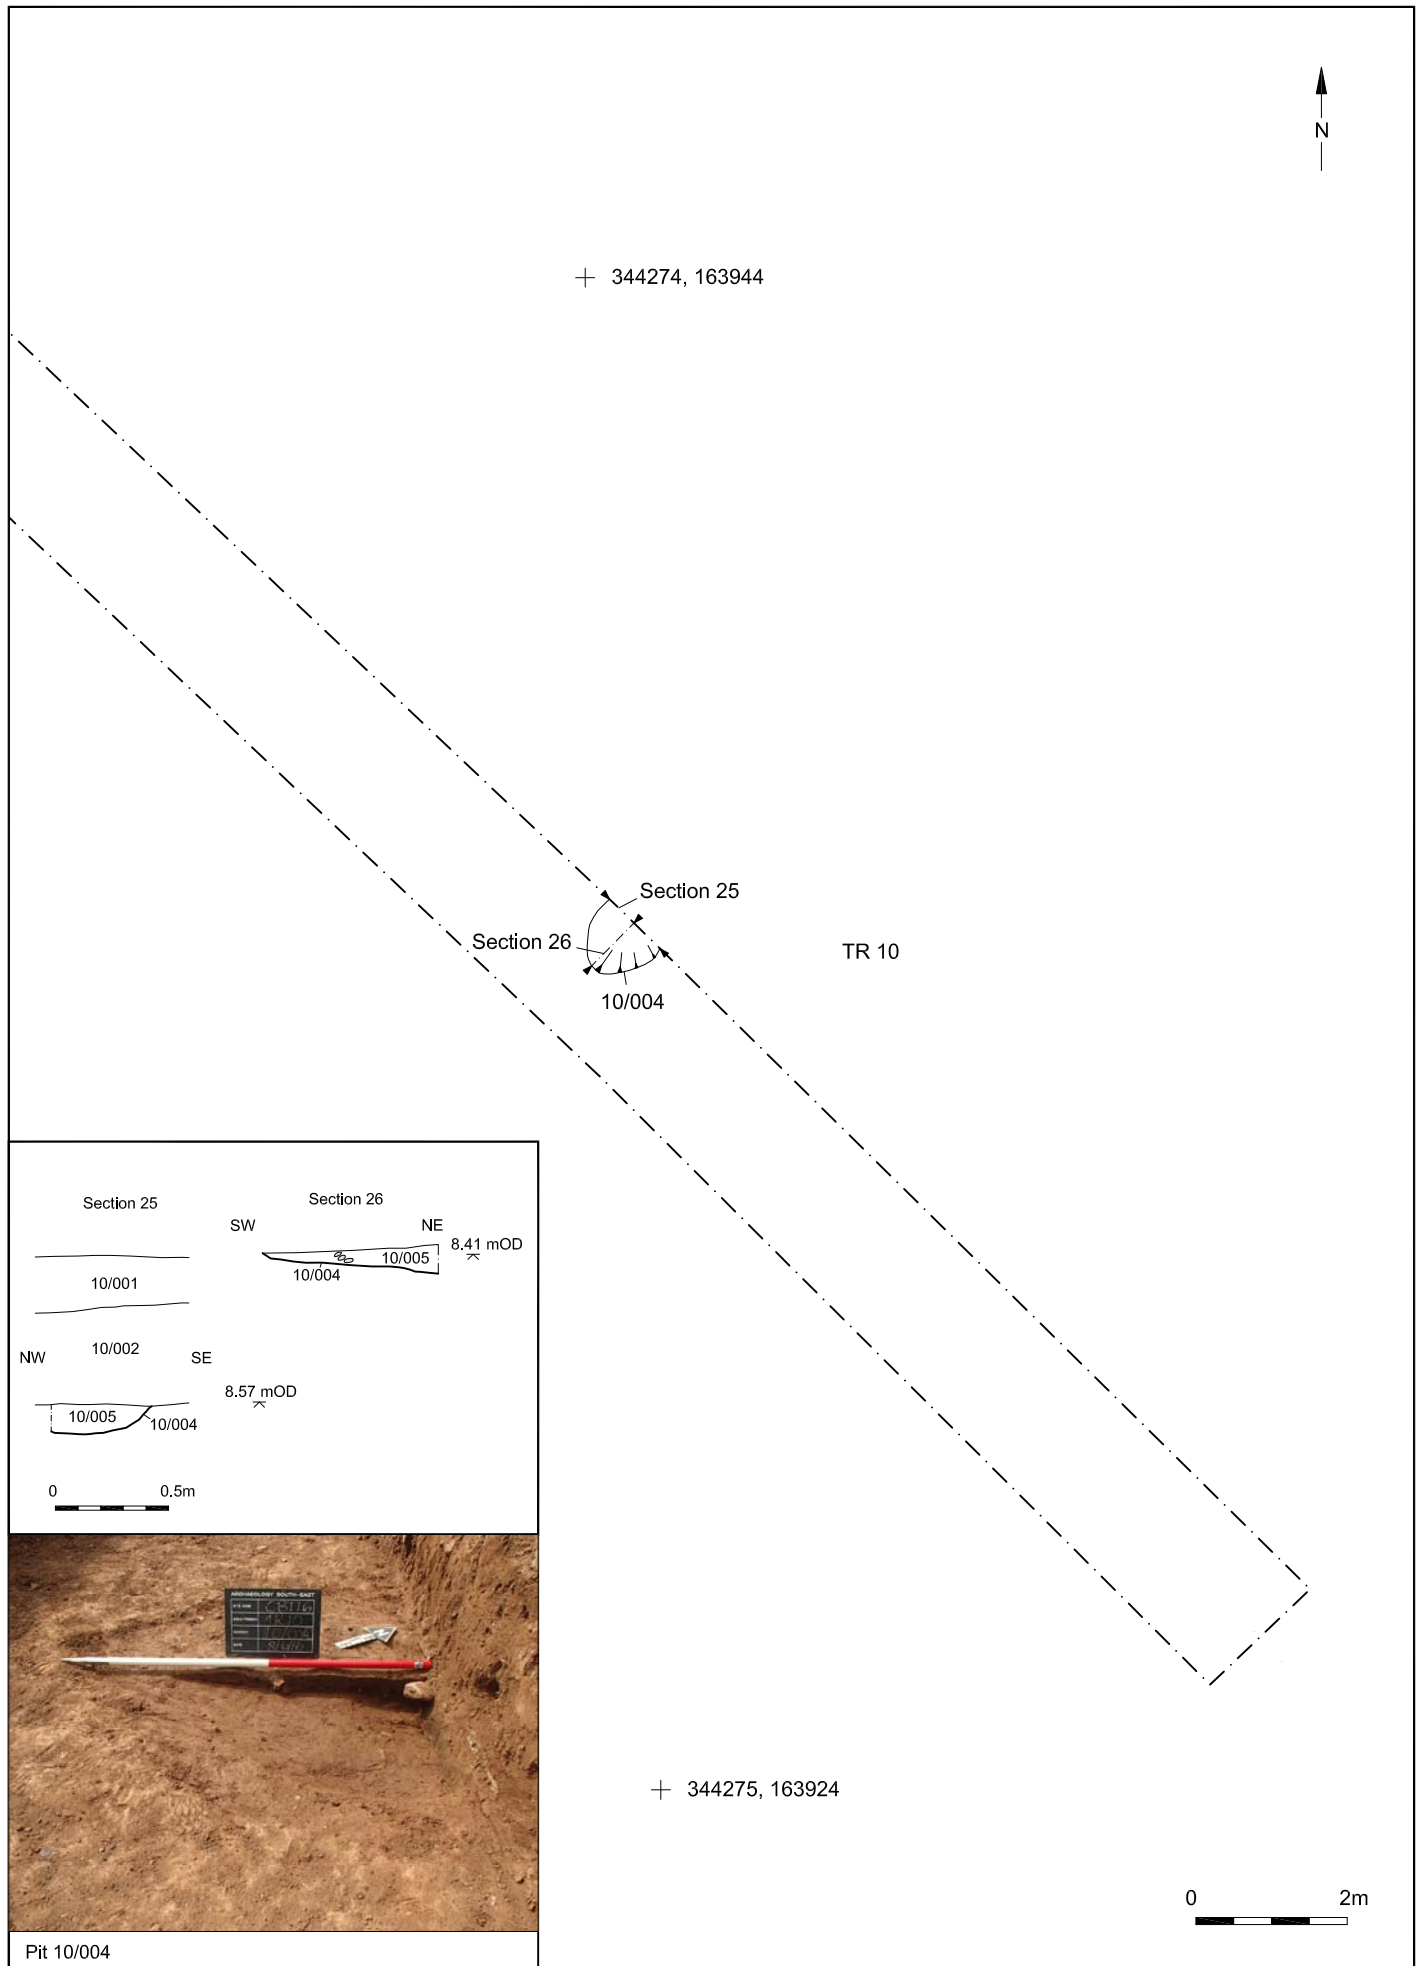 N
344274, 163944
Section 25
Section 26
TR 10
10/004
Section 25
Section 26
SW
NE
8.41 mOD
10/005
10/004
10/001
10/002
NW
SE
8.57 mOD
10/005
10/004
0
0.5m
ARCHAEOLOGY SOUTH-EAST
344275, 163924
0
2m
Pit 10/004